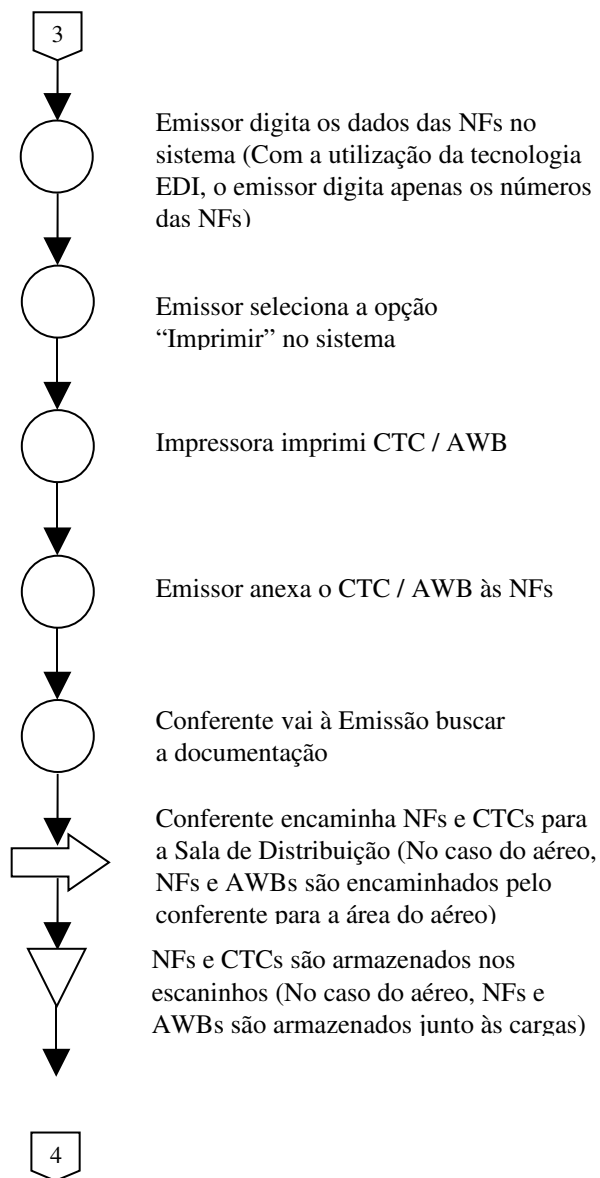 3
Emissor digita os dados das NFs no
sistema (Com a utilização da tecnologia
EDI, o emissor digita apenas os números
das NFs)
Emissor seleciona a opção
“Imprimir” no sistema
Impressora imprimi CTC / AWB
Emissor anexa o CTC / AWB às NFs
Conferente vai à Emissão buscar
a documentação
Conferente encaminha NFs e CTCs para
a Sala de Distribuição (No caso do aéreo,
NFs e AWBs são encaminhados pelo
conferente para a área do aéreo)
NFs e CTCs são armazenados nos
escaninhos (No caso do aéreo, NFs e
AWBs são armazenados junto às cargas)
4